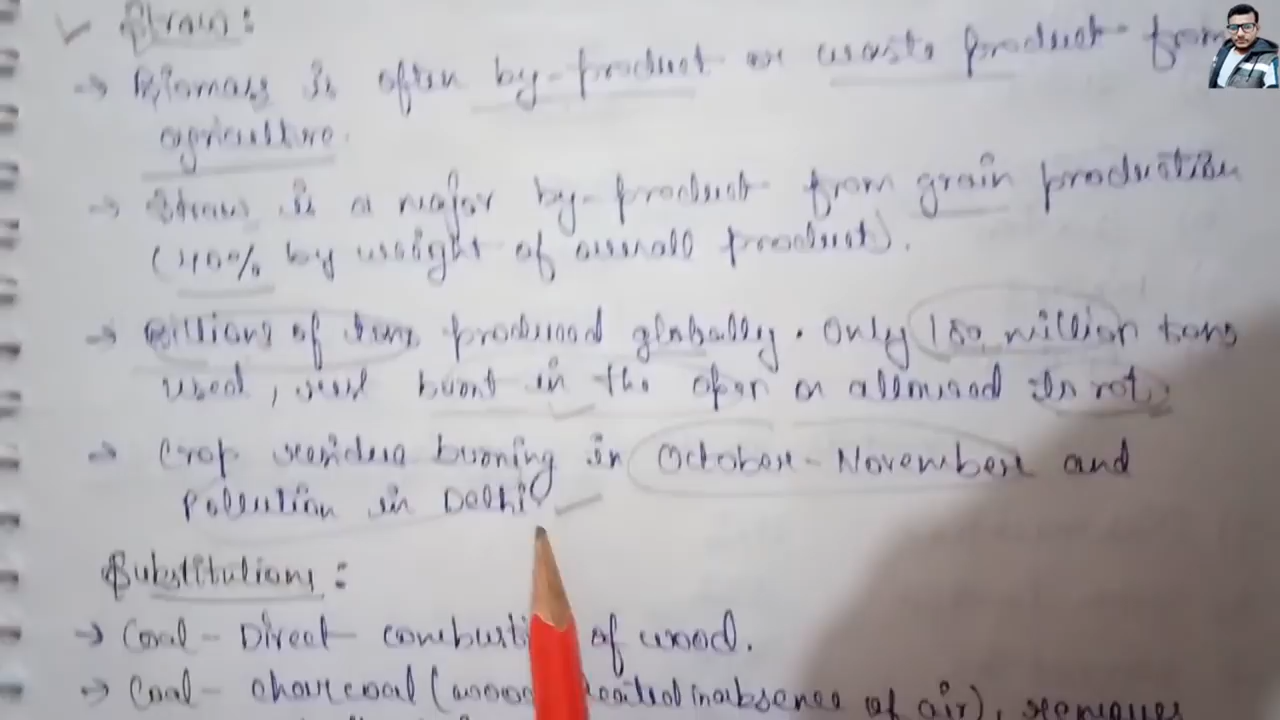 Straw:
→ Biomass is often by-product or waste product from
agriculture.
→ Straw is a major by-product from grain production
(>40% by weight of overall product).
→ Billions of tons produced globally. Only 150 million tons
used, rest burnt in the open or allowed to rot.
→ Crop residue burning in October-November and
Pollution in Delhi
Substitutions:
→ Coal - Direct combustion of wood.
→ Coal - charcoal (wood heated in absence of air), removes